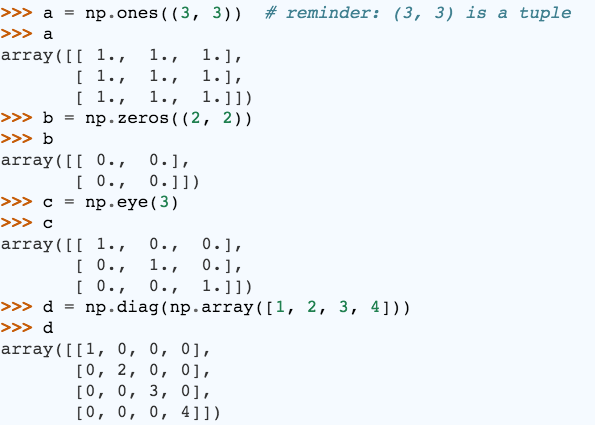 >>> a = np.ones((3, 3))  # reminder: (3, 3) is a tuple
>>> a
array([[ 1.,  1.,  1.],
       [ 1.,  1.,  1.],
       [ 1.,  1.,  1.]])
>>> b = np.zeros((2, 2))
>>> b
array([[ 0.,  0.],
       [ 0.,  0.]])
>>> c = np.eye(3)
>>> c
array([[ 1.,  0.,  0.],
       [ 0.,  1.,  0.],
       [ 0.,  0.,  1.]])
>>> d = np.diag(np.array([1, 2, 3, 4]))
>>> d
array([[1, 0, 0, 0],
       [0, 2, 0, 0],
       [0, 0, 3, 0],
       [0, 0, 0, 4]])